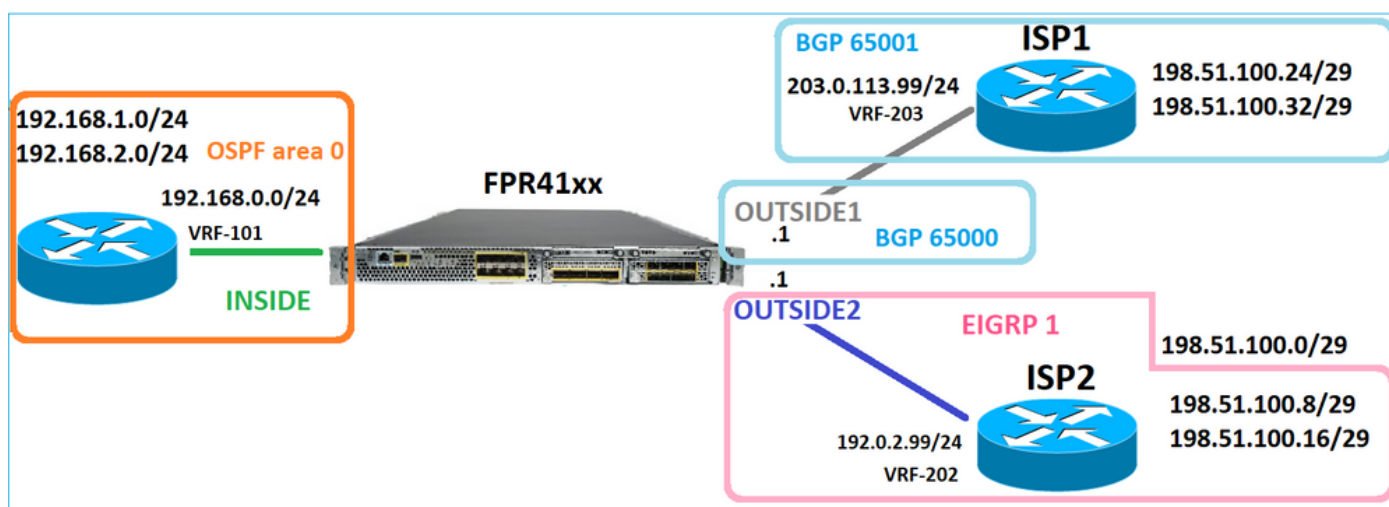 192.168.1.0/24
192.168.2.0/24
OSPF area 0
192.168.0.0/24
VRF-101
INSIDE
FPR41xx
BGP 65001
ISP1
203.0.113.99/24
VRF-203
198.51.100.24/29
198.51.100.32/29
OUTSIDE1
.1
BGP 65000
.1
OUTSIDE2
EIGRP 1
198.51.100.0/29
ISP2
198.51.100.8/29
198.51.100.16/29
192.0.2.99/24
VRF-202